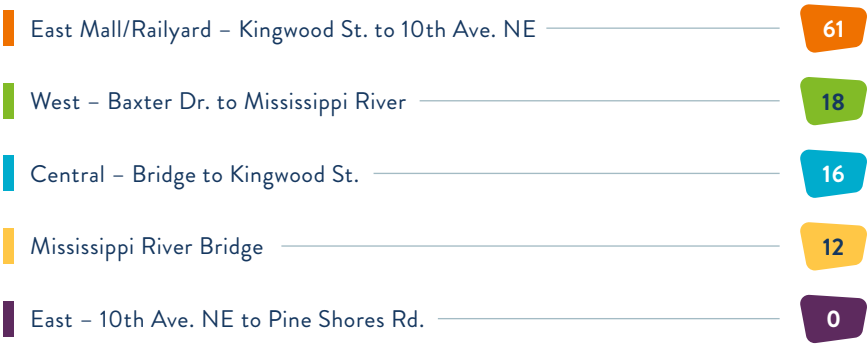 East Mall/Railyard – Kingwood St. to 10th Ave. NE 61
West – Baxter Dr. to Mississippi River 18
Central – Bridge to Kingwood St. 16
Mississippi River Bridge 12
East – 10th Ave. NE to Pine Shores Rd. 0